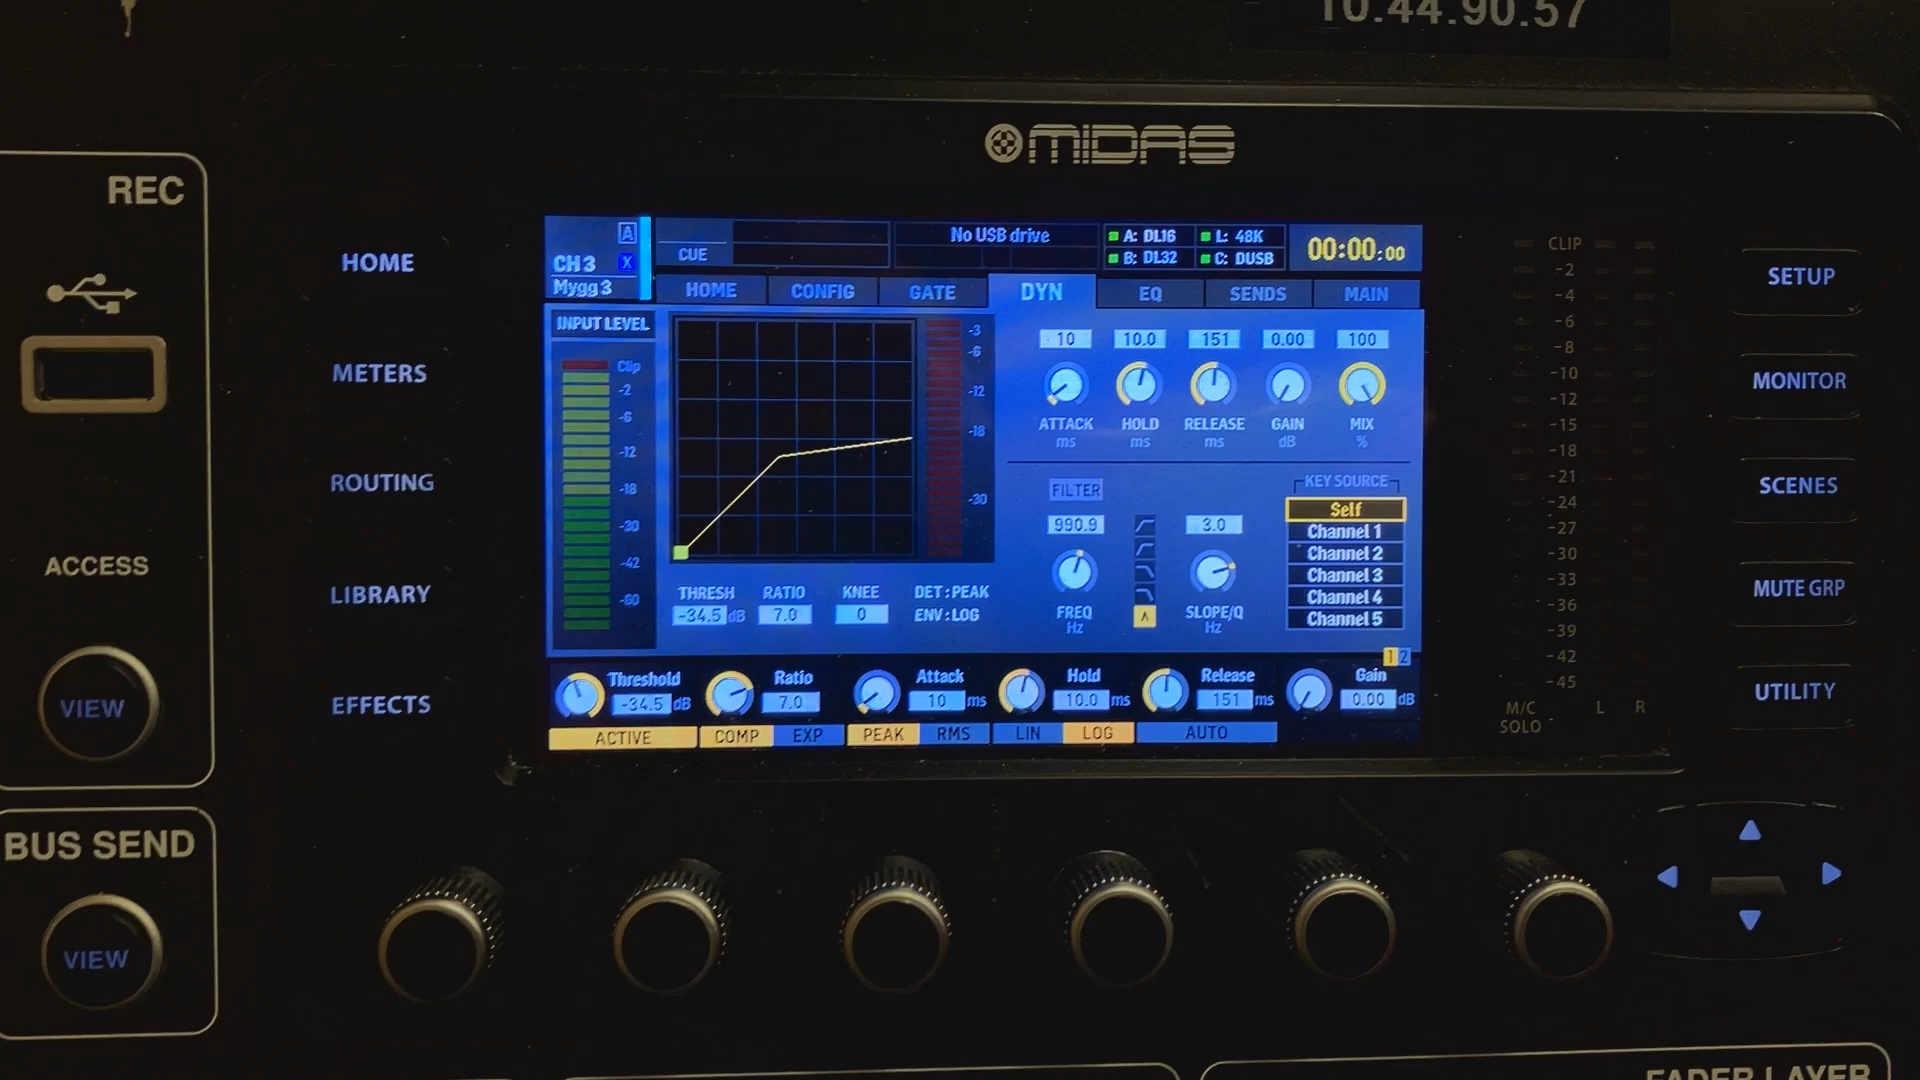 10.44.90.57
MIDAS
REC
ACCESS
VIEW
BUS SEND
VIEW
HOME
METERS
ROUTING
LIBRARY
EFFECTS
A
CH 3 X
Mygg 3
CUE
No USB drive
A: DL16 L: 48K
B: DL32 C: DUSB
00:00:00
HOME CONFIG GATE DYN EQ SENDS MAIN
INPUT LEVEL
Clip
-2
-6
-12
-18
-30
-42
-60
-3
-6
-12
-18
-30
THRESH RATIO KNEE DET:PEAK
-34.5 dB 7.0 0 ENV:LOG
10 10.0 151 0.00 100
ATTACK HOLD RELEASE GAIN MIX
ms ms ms dB %
FILTER
990.9 3.0
FREQ SLOPE/Q
Hz Hz
KEY SOURCE
Self
Channel 1
Channel 2
Channel 3
Channel 4
Channel 5
1 2
Threshold Ratio Attack Hold Release Gain
-34.5 dB 7.0 10 ms 10.0 ms 151 ms 0.00 dB
ACTIVE COMP EXP PEAK RMS LIN LOG AUTO
CLIP
-2
-4
-6
-8
-10
-12
-15
-18
-21
-24
-27
-30
-33
-36
-39
-42
-45
M/C L R
SOLO
SETUP
MONITOR
SCENES
MUTE GRP
UTILITY
FADER LAYER